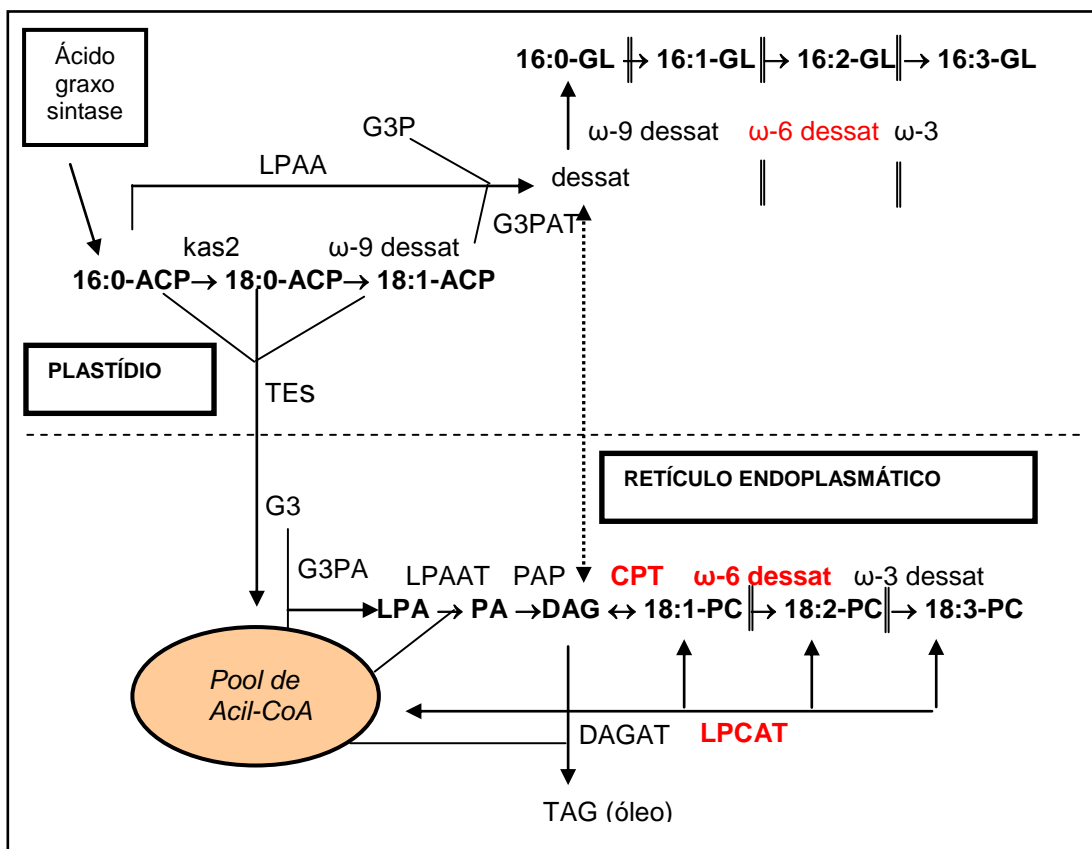 Ácido
graxo
sintase
16:0-GL → 16:1-GL → 16:2-GL → 16:3-GL
G3P
ω-9 dessat ω-6 dessat ω-3
LPAA
dessat
G3PAT
kas2 ω-9 dessat
16:0-ACP → 18:0-ACP → 18:1-ACP
PLASTÍDIO
TEs
RETÍCULO ENDOPLASMÁTICO
G3
G3PA
LPAAT PAP CPT ω-6 dessat ω-3 dessat
LPA → PA → DAG ↔ 18:1-PC → 18:2-PC → 18:3-PC
Pool de
Acil-CoA
DAGAT LPCAT
TAG (óleo)